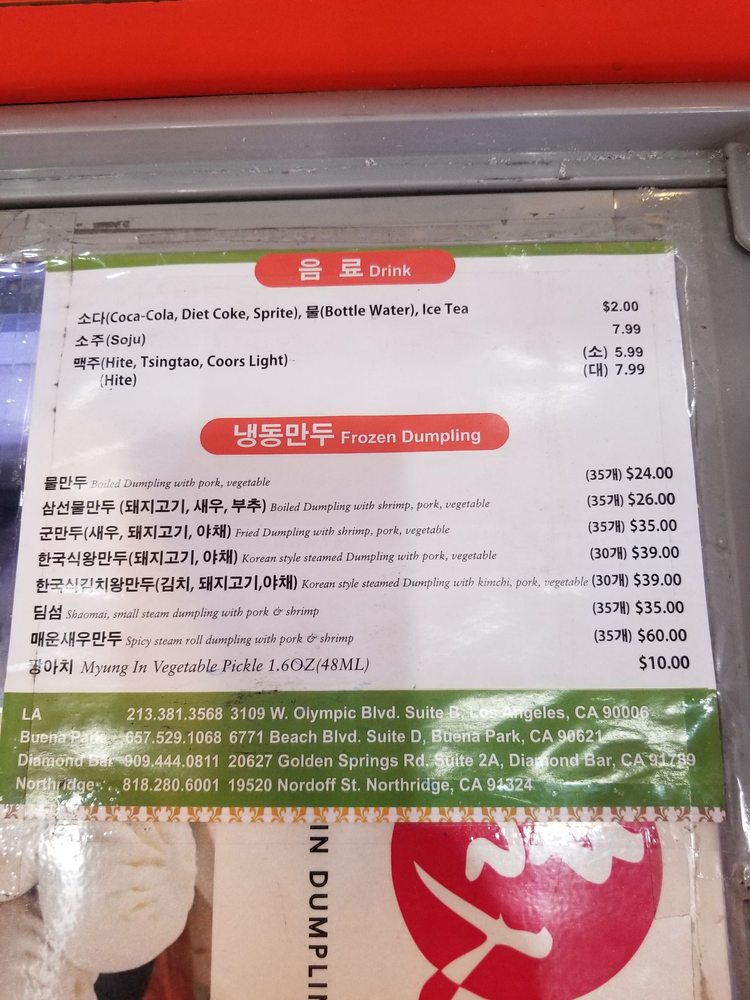 음 료 Drink
소다(Coca-Cola, Diet Coke, Sprite), 물(Bottle Water), Ice Tea $2.00
소주(Soju) 7.99
맥주(Hite, Tsingtao, Coors Light) (소) 5.99
(Hite) (대) 7.99
냉동만두 Frozen Dumpling
물만두 Boiled Dumpling with pork, vegetable (35개) $24.00
삼선물만두 (돼지고기, 새우, 부추) Boiled Dumpling with shrimp, pork, vegetable (35개) $26.00
군만두(새우, 돼지고기, 야채) Fried Dumpling with shrimp, pork, vegetable (35개) $35.00
한국식왕만두(돼지고기, 야채) Korean style steamed Dumpling with pork, vegetable (30개) $39.00
한국식김치왕만두(김치, 돼지고기,야채) Korean style steamed Dumpling with kimchi, pork, vegetable (30개) $39.00
딤섬 Shaomai, small steam dumpling with pork & shrimp (35개) $35.00
매운새우만두 Spicy steam roll dumpling with pork & shrimp (35개) $60.00
Myung In Vegetable Pickle 1.6OZ(48ML) $10.00
LA 213.381.3568 3109 W. Olympic Blvd. Suite B, Los Angeles, CA 90006
Buena Park 657.529.1068 6771 Beach Blvd. Suite D, Buena Park, CA 90621
Diamond Bar 909.444.0811 20627 Golden Springs Rd. Suite 2A, Diamond Bar, CA 91789
Northridge 818.280.6001 19520 Nordoff St. Northridge, CA 91324
IN DUMPLIN